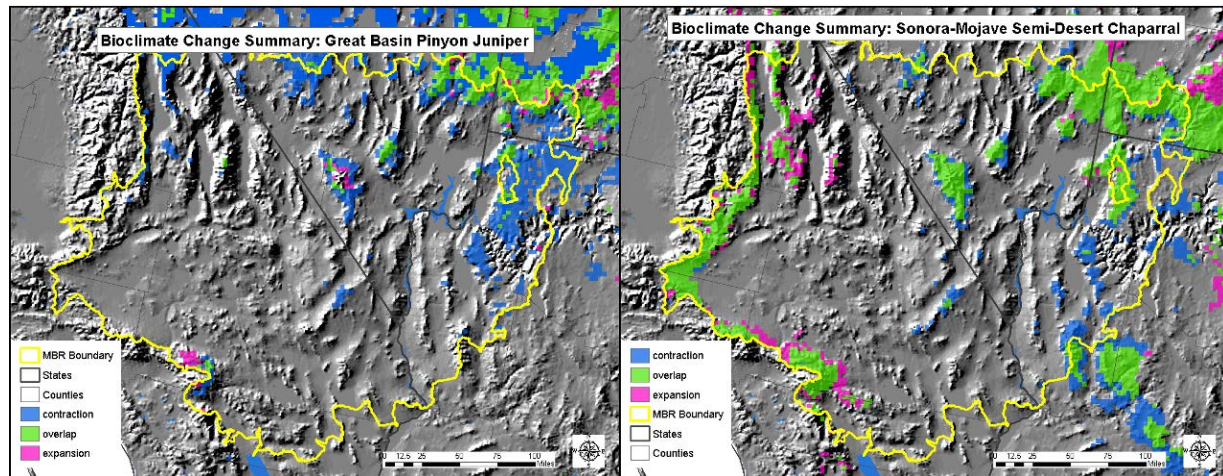 Bioclimate Change Summary: Great Basin Pinyon Juniper
MBR Boundary
States
Counties
contraction
overlap
expansion
0 12.5 25 50 75 100
Miles
Bioclimate Change Summary: Sonora-Mojave Semi-Desert Chaparral
contraction
overlap
expansion
MBR Boundary
States
Counties
0 12.5 25 50 75 100
Miles